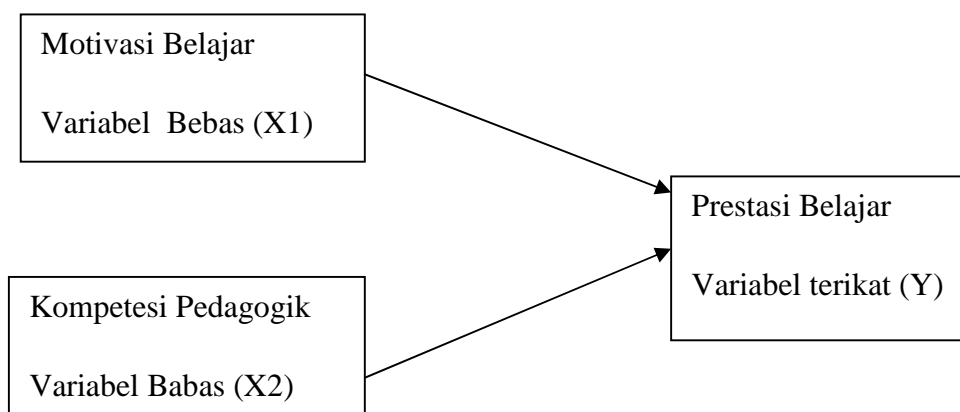 Motivasi Belajar
Variabel  Bebas (X1)
Prestasi Belajar
Variabel terikat (Y)
Kompetesi Pedagogik
Variabel Babas (X2)